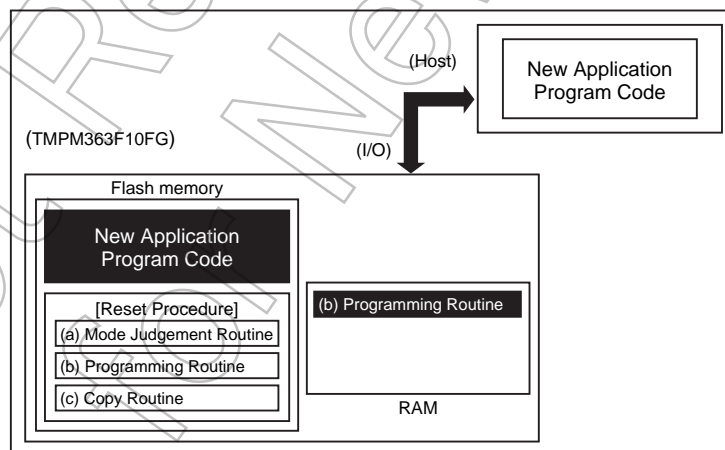 (Host)
New Application
Program Code
(TMPM363F10FG)
(I/O)
Flash memory
New Application
Program Code
[Reset Procedure]
(a) Mode Judgement Routine
(b) Programming Routine
(c) Copy Routine
(b) Programming Routine
RAM